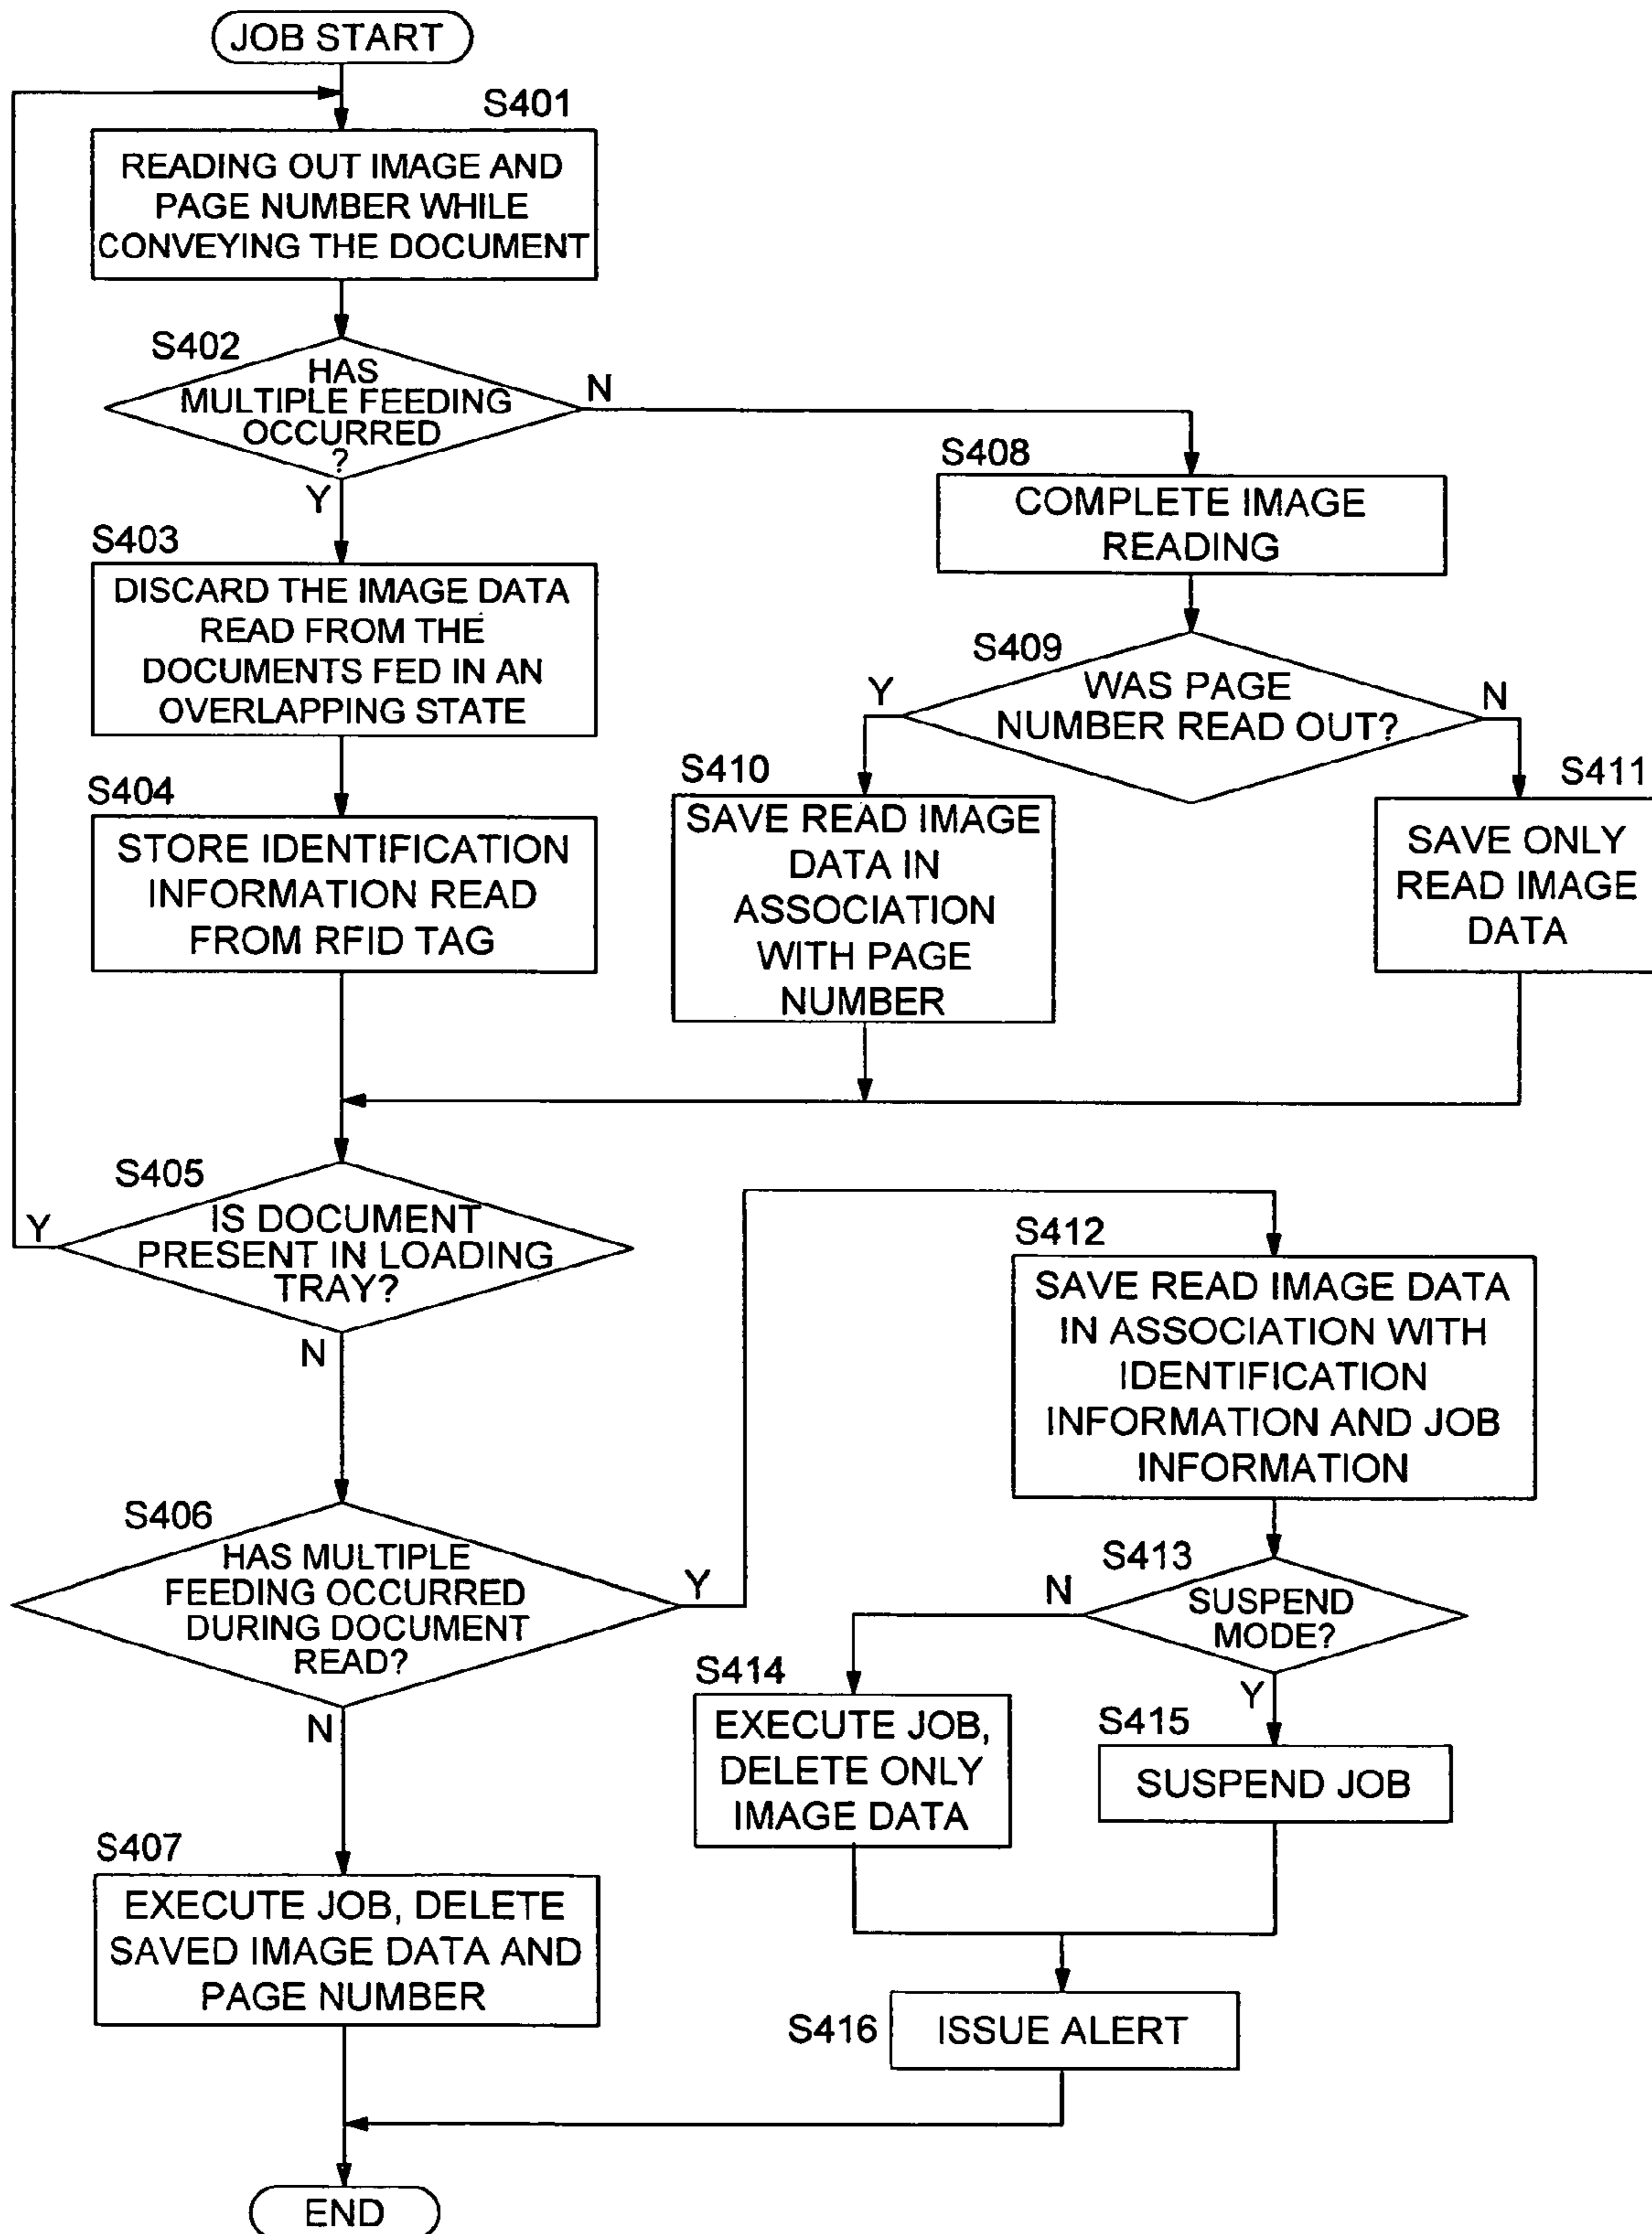 JOB START
S401
READING OUT IMAGE AND
PAGE NUMBER WHILE
CONVEYING THE DOCUMENT
S402
HAS
MULTIPLE FEEDING
OCCURRED
?
N
Y
S403
DISCARD THE IMAGE DATA
READ FROM THE
DOCUMENTS FED IN AN
OVERLAPPING STATE
S404
STORE IDENTIFICATION
INFORMATION READ
FROM RFID TAG
S408
COMPLETE IMAGE
READING
S409
WAS PAGE
NUMBER READ OUT?
Y
N
S410
SAVE READ IMAGE
DATA IN
ASSOCIATION
WITH PAGE
NUMBER
S411
SAVE ONLY
READ IMAGE
DATA
S405
IS DOCUMENT
PRESENT IN LOADING
TRAY?
Y
N
S406
HAS MULTIPLE
FEEDING OCCURRED
DURING DOCUMENT
READ?
Y
N
S407
EXECUTE JOB, DELETE
SAVED IMAGE DATA AND
PAGE NUMBER
S412
SAVE READ IMAGE DATA
IN ASSOCIATION WITH
IDENTIFICATION
INFORMATION AND JOB
INFORMATION
S413
SUSPEND
MODE?
N
Y
S414
EXECUTE JOB,
DELETE ONLY
IMAGE DATA
S415
SUSPEND JOB
S416
ISSUE ALERT
END